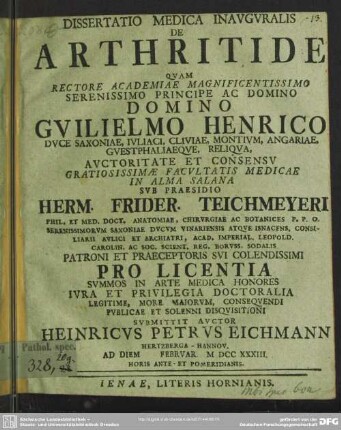 13.
DISSERTATIO MEDICA INAVGVRALIS
DE
ARTHRITIDE
QVAM
RECTORE ACADEMIAE MAGNIFICENTISSIMO
SERENISSIMO PRINCIPE AC DOMINO
DOMINO
GVILIELMO HENRICO
DVCE SAXONIAE, IVLIACI, CLIVIAE, MONTIVM, ANGARIAE,
GVESTPHALIAEQVE, RELIQVA,
AVCTORITATE ET CONSENSV
GRATIOSISSIMÆ FACVLTATIS MEDICAE
IN ALMA SALANA
SVB PRAESIDIO
HERM. FRIDER. TEICHMEYERI
PHIL. ET MED. DOCT. ANATOMIAE, CHIRVRGIAE AC BOTANICES P. P. O.
SERENISSIMORVM SAXONIAE DVCVM VINARIENSIS ATQVE ISNACENS, CONSI-
LIARII AVLICI ET ARCHIATRI, ACAD. IMPERIAL. LEOPOLD.
CAROLIN. AC SOC. SCIENT. REG. BORVSS. SODALIS
PATRONI ET PRAECEPTORIS SVI COLENDISSIMI
PRO LICENTIA
SVMMOS IN ARTE MEDICA HONORES
IVRA ET PRIVILEGIA DOCTORALIA
LEGITIME, MORE MAIORVM, CONSEQVENDI
PVBLICAE ET SOLENNI DISQVISITIONI
SVBMITTIT AVCTOR
HEINRICVS PETRVS EICHMANN
HERTZBERGA - HANNOV.
AD DIEM FEBRVAR. M DCC XXXIII.
HORIS ANTE- ET POMERIDIANIS.
Pathol. spec.
328,
IENAE, LITERIS HORNIANIS.